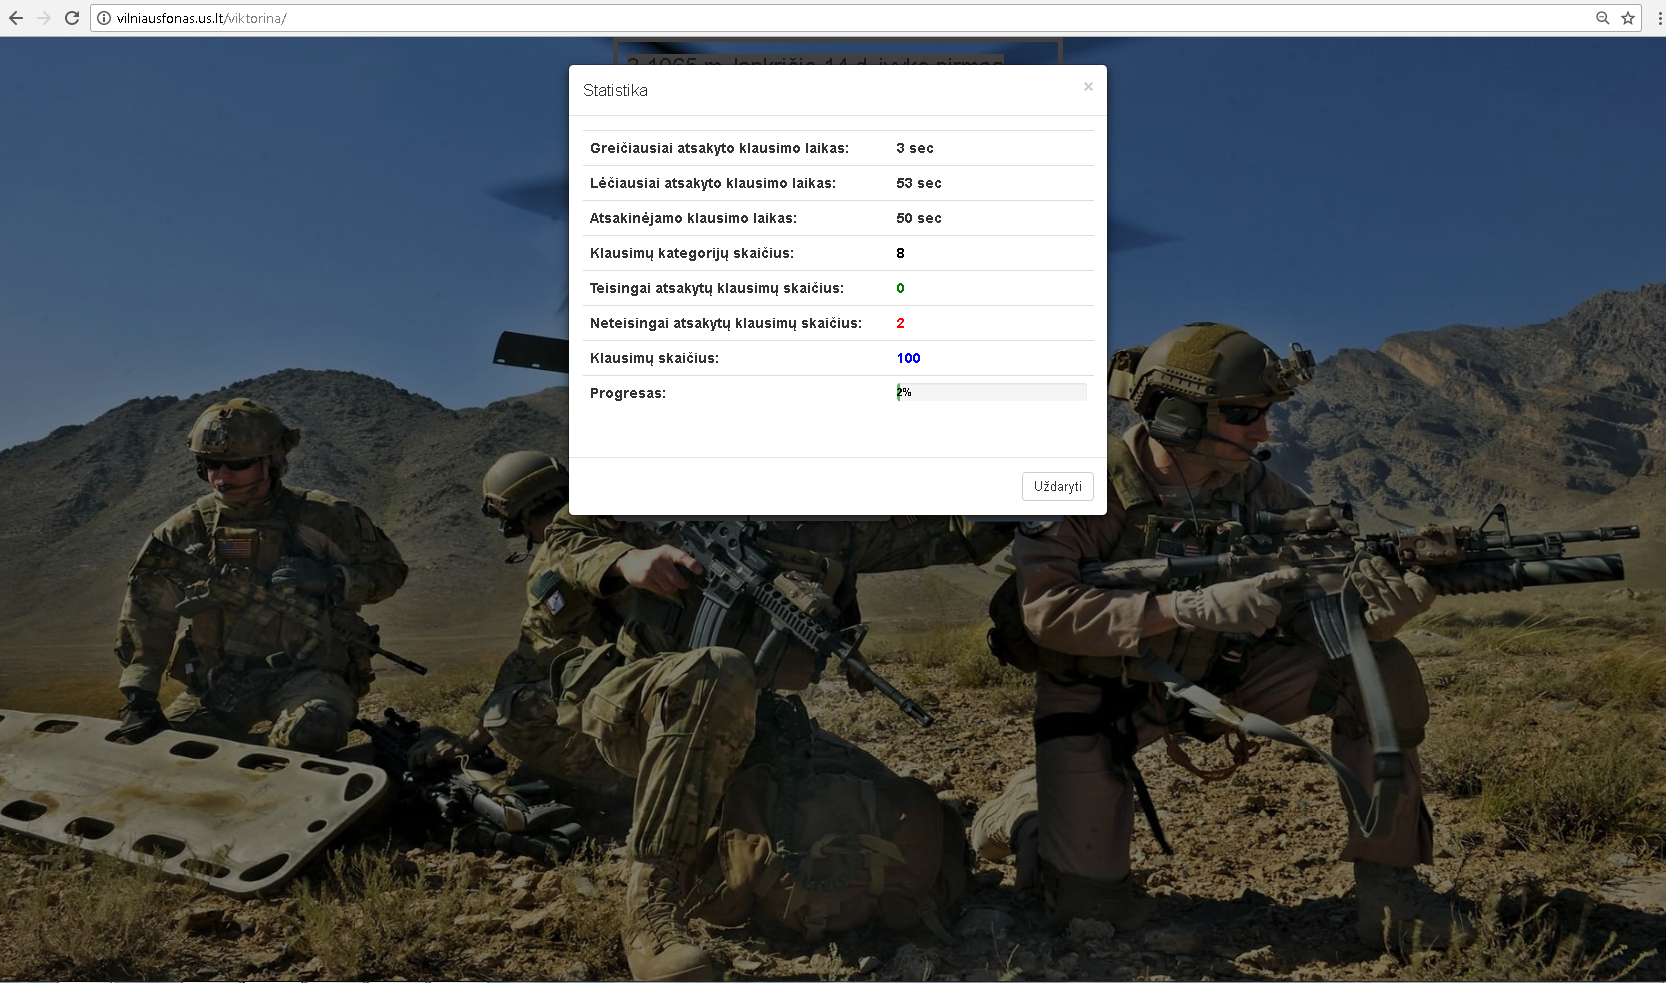 vilniausfonas.us.lt/viktorina/
Statistika
×
Greičiausiai atsakyto klausimo laikas: 3 sec
Lėčiausiai atsakyto klausimo laikas: 53 sec
Atsakinėjamo klausimo laikas: 50 sec
Klausimų kategorijų skaičius: 8
Teisingai atsakytų klausimų skaičius: 0
Neteisingai atsakytų klausimų skaičius: 2
Klausimų skaičius: 100
Progresas: 2%
Uždaryti